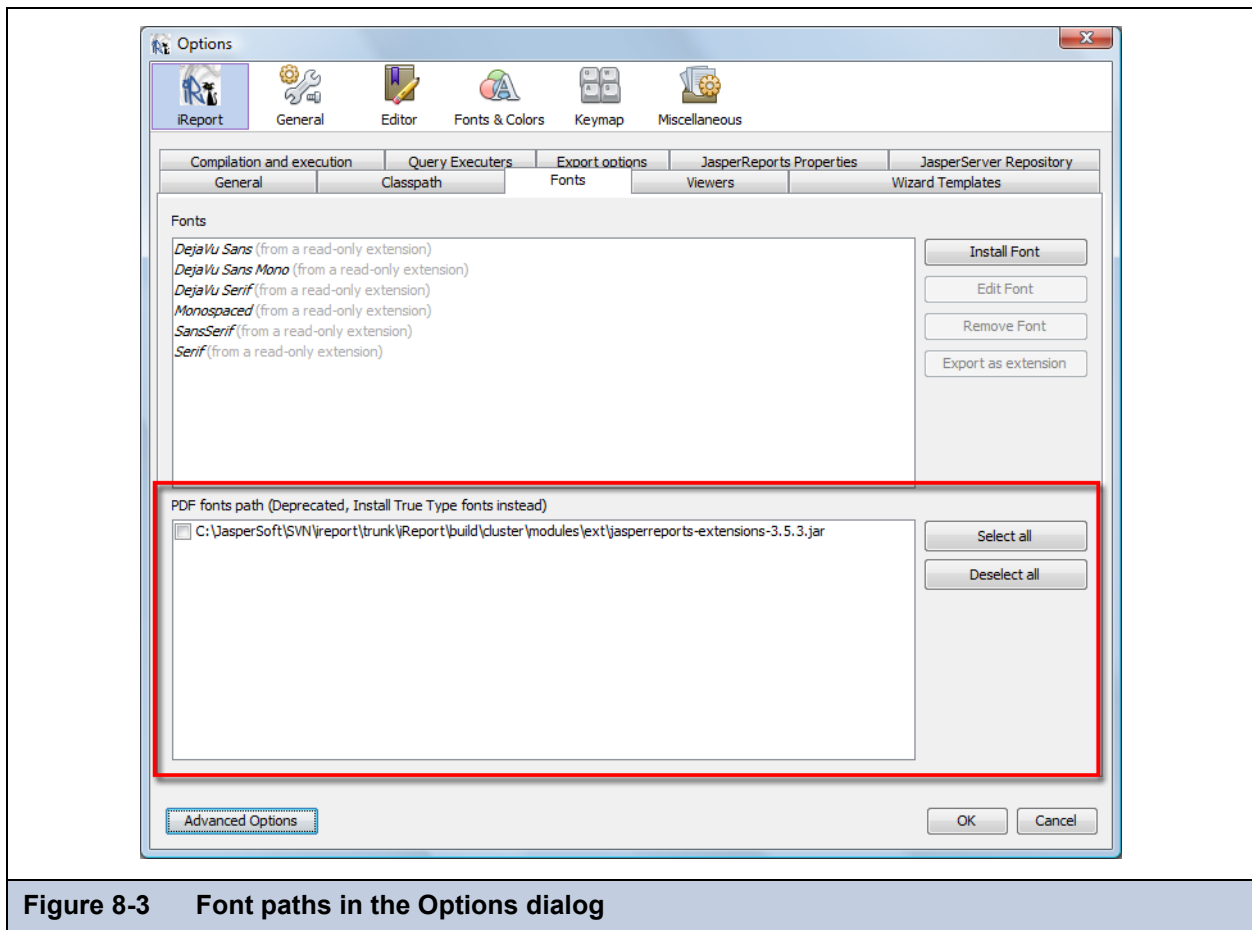 Options
iReport General Editor Fonts & Colors Keymap Miscellaneous
Compilation and execution Query Executers Export options JasperReports Properties JasperServer Repository
General Classpath Fonts Viewers Wizard Templates
Fonts
DejaVu Sans (from a read-only extension)
DejaVu Sans Mono (from a read-only extension)
DejaVu Serif (from a read-only extension)
Monospaced (from a read-only extension)
SansSerif (from a read-only extension)
Serif (from a read-only extension)
Install Font
Edit Font
Remove Font
Export as extension
PDF fonts path (Deprecated, Install True Type fonts instead)
C:\JasperSoft\SVN\ireport\trunk\iReport\build\cluster\modules\ext\jasperreports-extensions-3.5.3.jar
Select all
Deselect all
Advanced Options OK Cancel
Figure 8-3 Font paths in the Options dialog